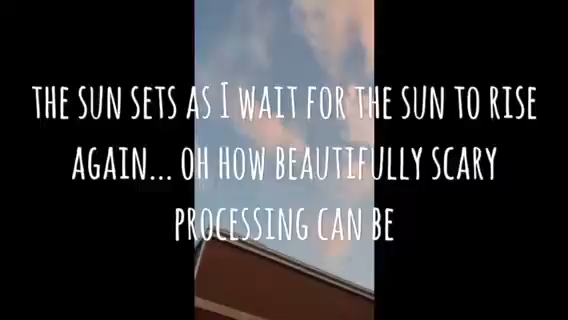 THE SUN SETS AS I WAIT FOR THE SUN TO RISE
AGAIN... OH HOW BEAUTIFULLY SCARY
PROCESSING CAN BE